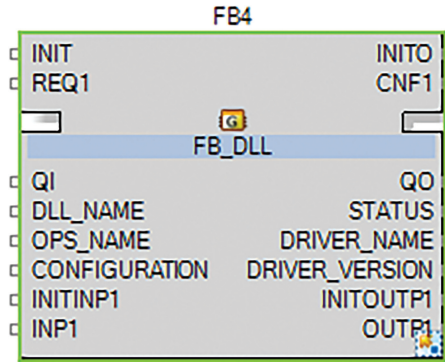 FB4
INIT INITO
REQ1 CNF1
G
FB_DLL
QI QO
DLL_NAME STATUS
OPS_NAME DRIVER_NAME
CONFIGURATION DRIVER_VERSION
INITINP1 INITOUTP1
INP1 OUTP1